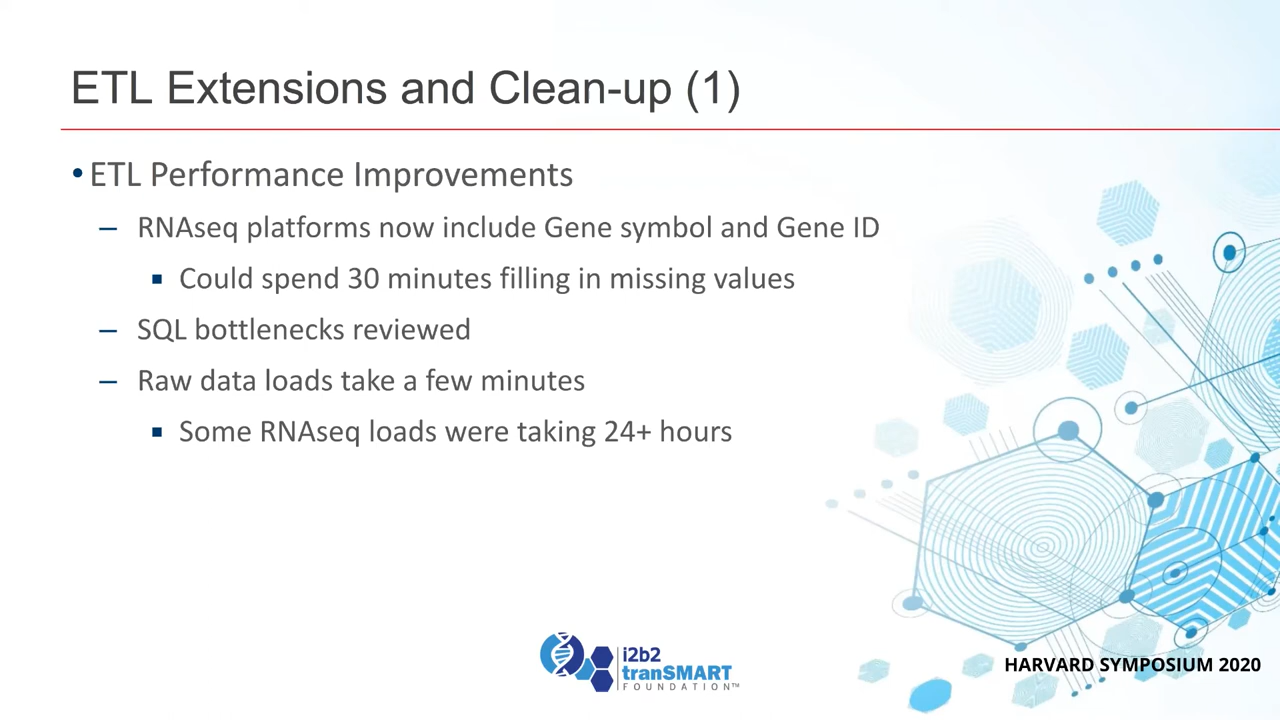 ETL Extensions and Clean-up (1)
• ETL Performance Improvements
– RNAseq platforms now include Gene symbol and Gene ID
▪ Could spend 30 minutes filling in missing values
– SQL bottlenecks reviewed
– Raw data loads take a few minutes
▪ Some RNAseq loads were taking 24+ hours
i2b2
tranSMART
FOUNDATION™
HARVARD SYMPOSIUM 2020